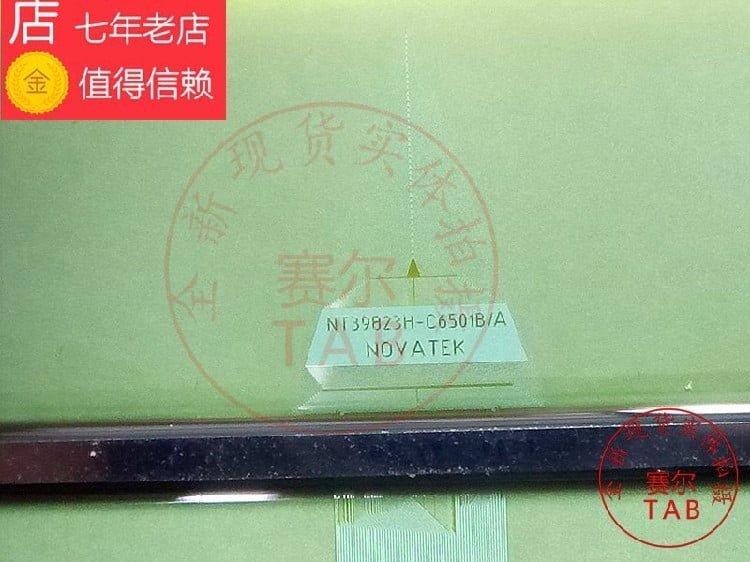 店
七年老店
金
值得信赖
全新现货实体拍摄
赛尔
TAB
NT39823H-C6501B/A
NOVATEK
全新现货实体拍摄
赛尔
TAB